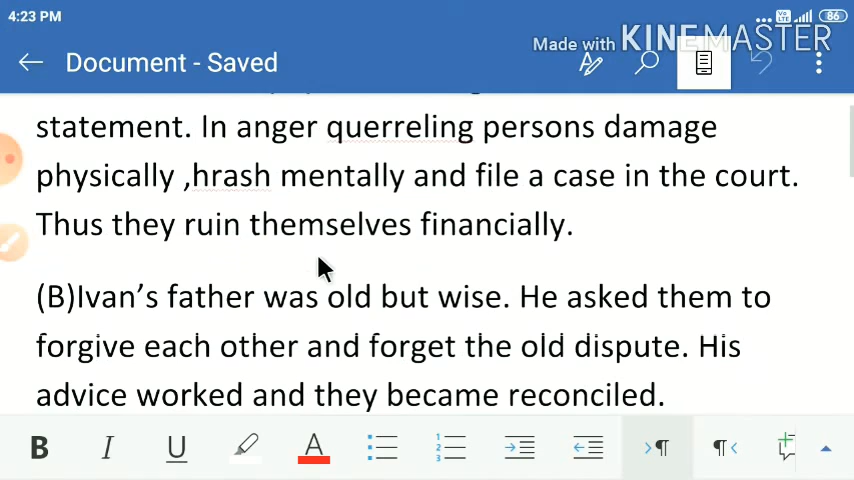 4:23 PM
VoLTE
86
Made with KINEMASTER
Document - Saved
statement. In anger querreling persons damage
physically ,hrash mentally and file a case in the court.
Thus they ruin themselves financially.
(B)Ivan’s father was old but wise. He asked them to
forgive each other and forget the old dispute. His
advice worked and they became reconciled.
B I U A